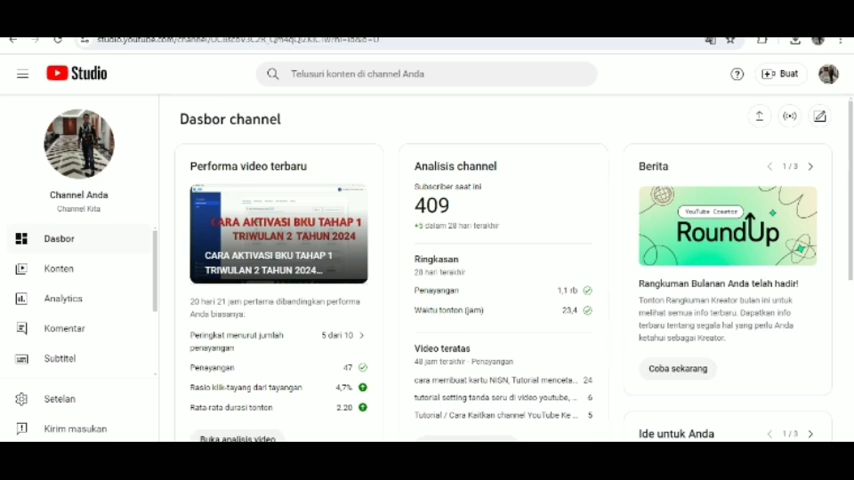 Studio
Telusuri konten di channel Anda
Buat
Channel Anda
Channel Kita
Dasbor
Konten
Analytics
Komentar
Subtitel
Setelan
Kirim masukan
Dasbor channel
Performa video terbaru
CARA AKTIVASI BKU TAHAP 1
TRIWULAN 2 TAHUN 2024
CARA AKTIVASI BKU TAHAP 1
TRIWULAN 2 TAHUN 2024...
20 hari 21 jam pertama dibandingkan performa
Anda biasanya:
Peringkat menurut jumlah
penayangan
5 dari 10
Penayangan
47
Rasio klik-tayang dari tayangan
4,7%
Rata-rata durasi tonton
2.28
Buka analisis video
Analisis channel
Subscriber saat ini
409
+5 dalam 28 hari terakhir
Ringkasan
28 hari terakhir
Penayangan
1,1 rb
Waktu tonton (jam)
23,4
Video teratas
48 jam terakhir · Penayangan
cara membuat kartu NISN, Tutorial menceta...
24
tutorial setting tanda seru di video youtube, ...
6
Tutorial / Cara Kaitkan channel YouTube Ke ...
5
Berita
1 / 3
YouTube Creator
RoundUp
Rangkuman Bulanan Anda telah hadir!
Tonton Rangkuman Kreator bulan ini untuk
melihat semua info terbaru. Dapatkan info
terbaru tentang segala hal yang perlu Anda
ketahui sebagai Kreator.
Coba sekarang
Ide untuk Anda
1 / 3